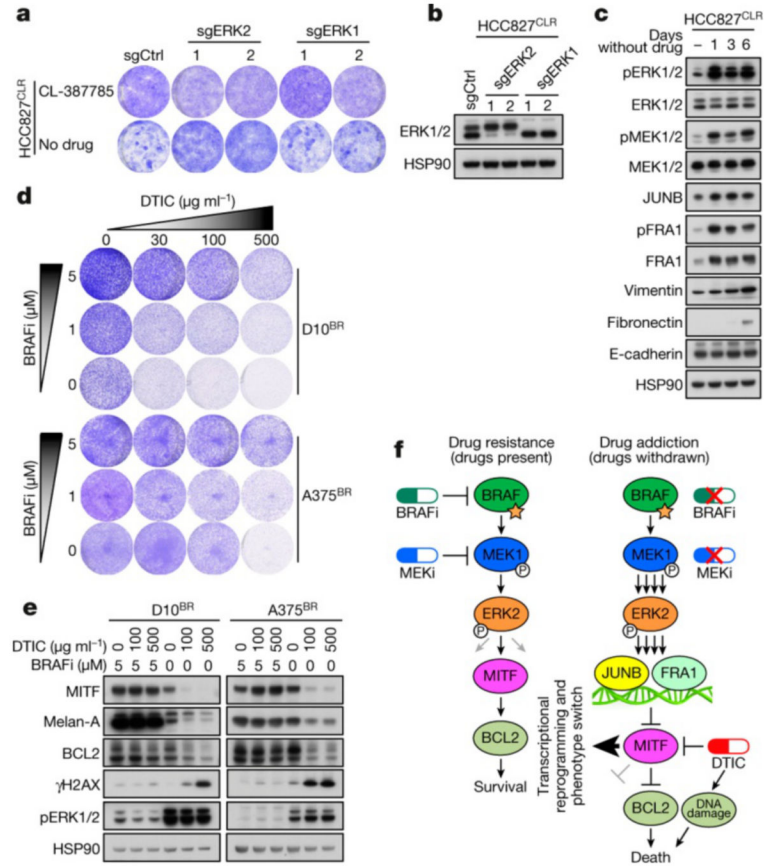 a
sgERK2
sgERK1
sgCtrl
1
2
1
2
HCC827CLR
CL-387785
No drug
b
HCC827CLR
sgCtrl
sgERK2
sgERK1
1
2
1
2
ERK1/2
HSP90
c
HCC827CLR
Days
without drug
–
1
3
6
pERK1/2
ERK1/2
pMEK1/2
MEK1/2
JUNB
pFRA1
FRA1
Vimentin
Fibronectin
E-cadherin
HSP90
d
DTIC (µg ml–1)
0
30
100
500
BRAFi (µM)
5
1
0
D10BR
BRAFi (µM)
5
1
0
A375BR
e
D10BR
A375BR
DTIC (µg ml–1)
0 100 500 0 100 500
0 100 500 0 100 500
BRAFi (µM)
5 5 5 0 0 0
5 5 5 0 0 0
MITF
Melan-A
BCL2
γH2AX
pERK1/2
HSP90
f
Drug resistance
(drugs present)
Drug addiction
(drugs withdrawn)
BRAFi
BRAF
BRAF
BRAFi
MEKi
MEK1
P
MEK1
P
MEKi
ERK2
P
ERK2
P
JUNB
FRA1
MITF
MITF
DTIC
Transcriptional
reprogramming and
phenotype switch
BCL2
BCL2
DNA
damage
Survival
Death